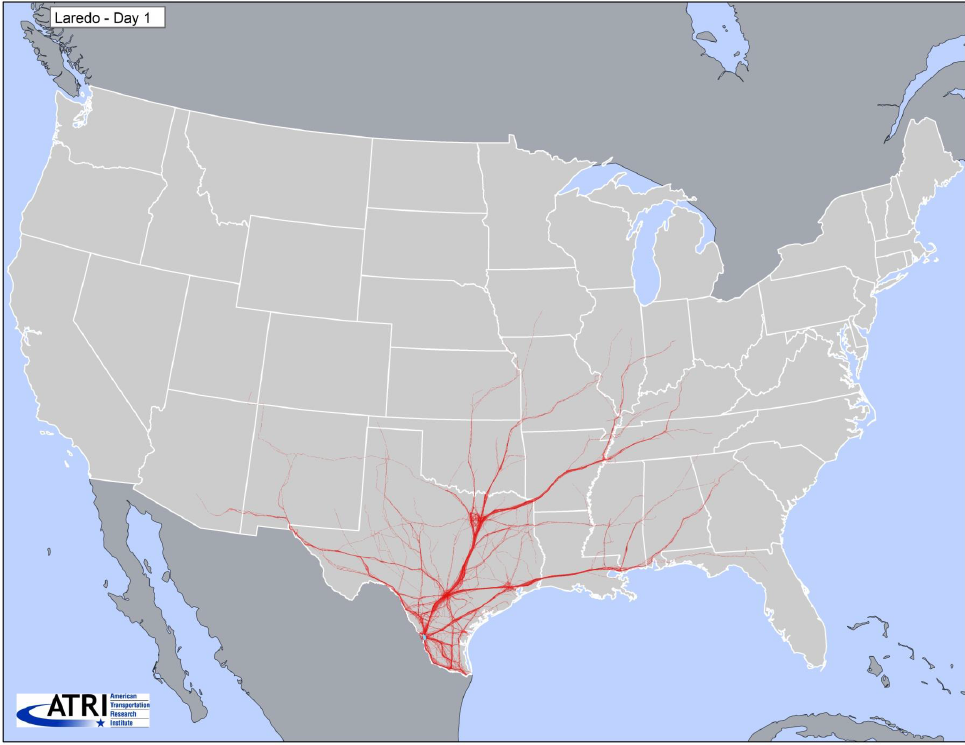 Laredo - Day 1
ATRI
American
Transportation
Research
Institute